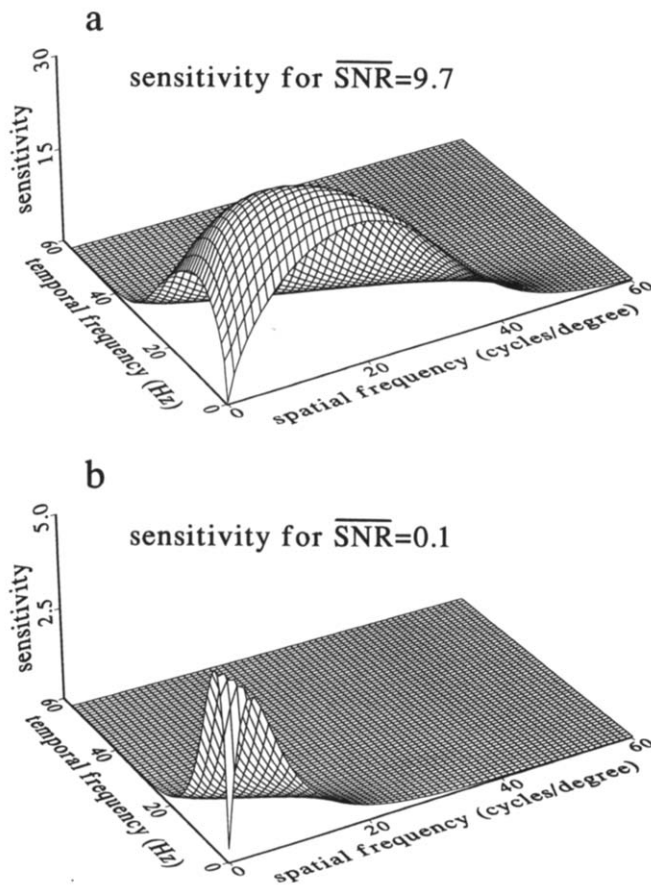 a
sensitivity for SNR=9.7
30
15
sensitivity
60
40
20
0
temporal frequency (Hz)
0
20
40
60
spatial frequency (cycles/degree)
b
sensitivity for SNR=0.1
5.0
2.5
sensitivity
60
40
20
0
temporal frequency (Hz)
0
20
40
60
spatial frequency (cycles/degree)